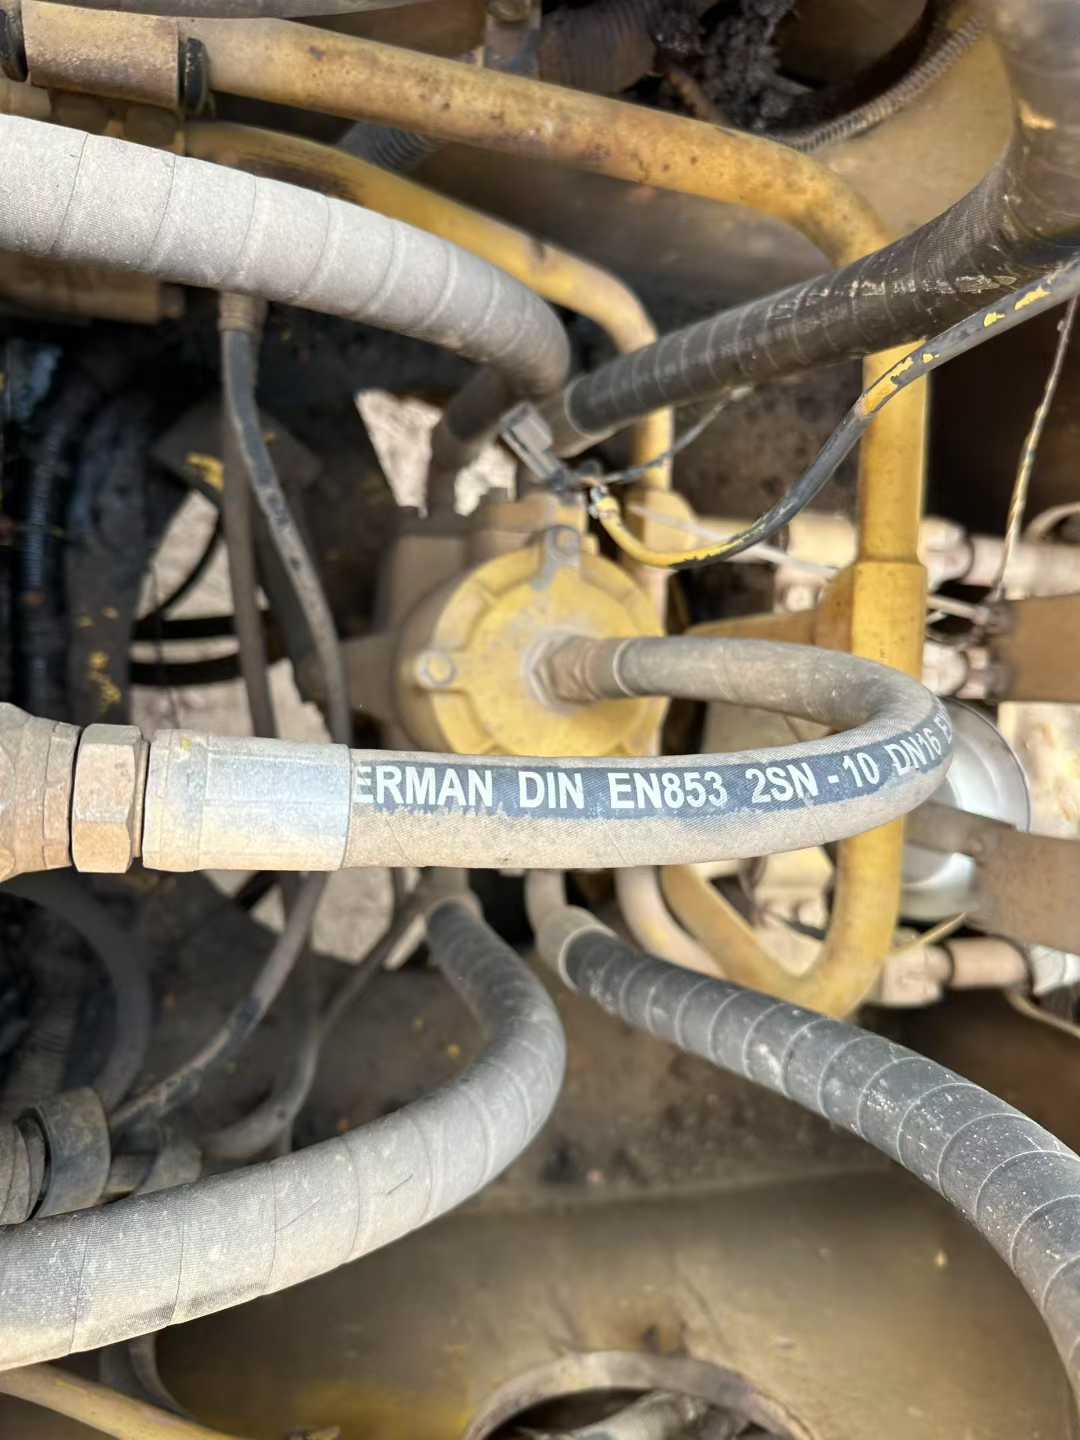 ERMAN DIN EN853 2SN - 10 DN16